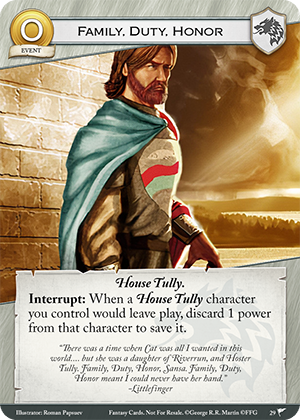 0
EVENT
Family, Duty, Honor
House Tully.
Interrupt: When a House Tully character
you control would leave play, discard 1 power
from that character to save it.
"There was a time when Cat was all I wanted in this
world.... but she was a daughter of Riverrun, and Hoster
Tully. Family, Duty, Honor, Sansa. Family, Duty,
Honor meant I could never have her hand."
-Littlefinger
Illustrator: Roman Papsuev
Fantasy Cards. Not For Resale. ©George R.R. Martin ©FFG
29